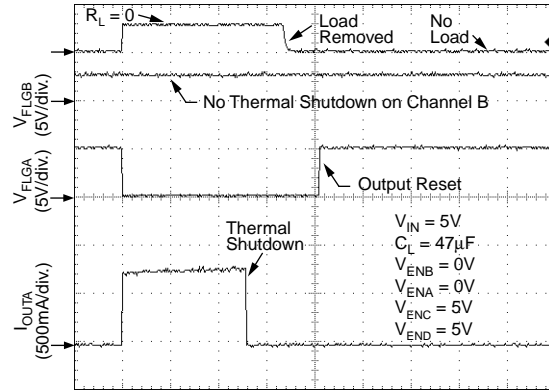 R_L = 0
Load
Removed
No
Load
V_FLGB
(5V/div.)
No Thermal Shutdown on Channel B
V_FLGA
(5V/div.)
Output Reset
Thermal
Shutdown
I_OUTA
(500mA/div.)
V_IN = 5V
C_L = 47µF
V_ENB = 0V
V_ENA = 0V
V_ENC = 5V
V_END = 5V